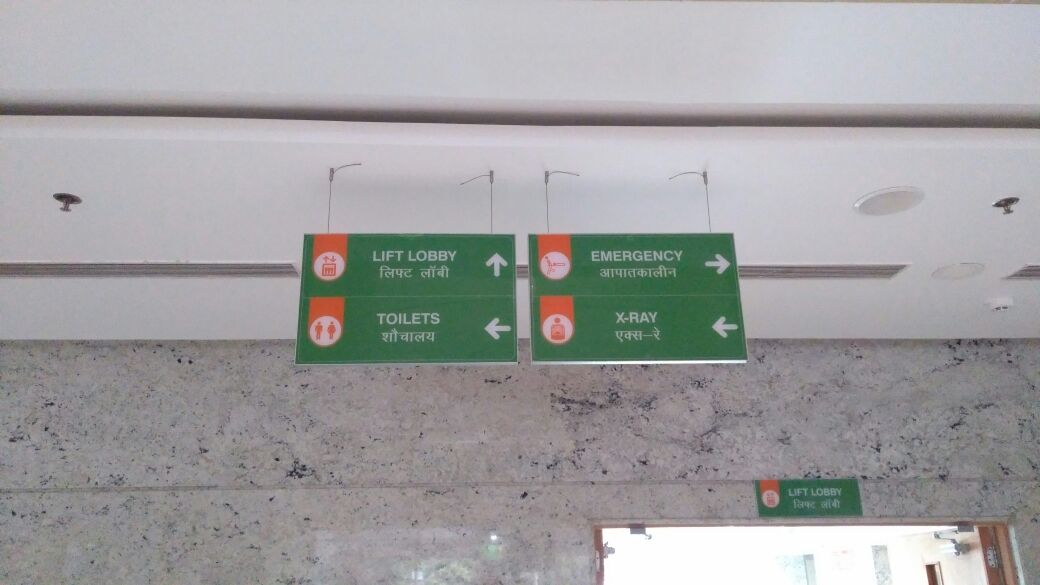 LIFT LOBBY
लिफ्ट लॉबी
TOILETS
शौचालय
EMERGENCY
आपातकालीन
X-RAY
एक्स-रे
LIFT LOBBY
लिफ्ट लॉबी